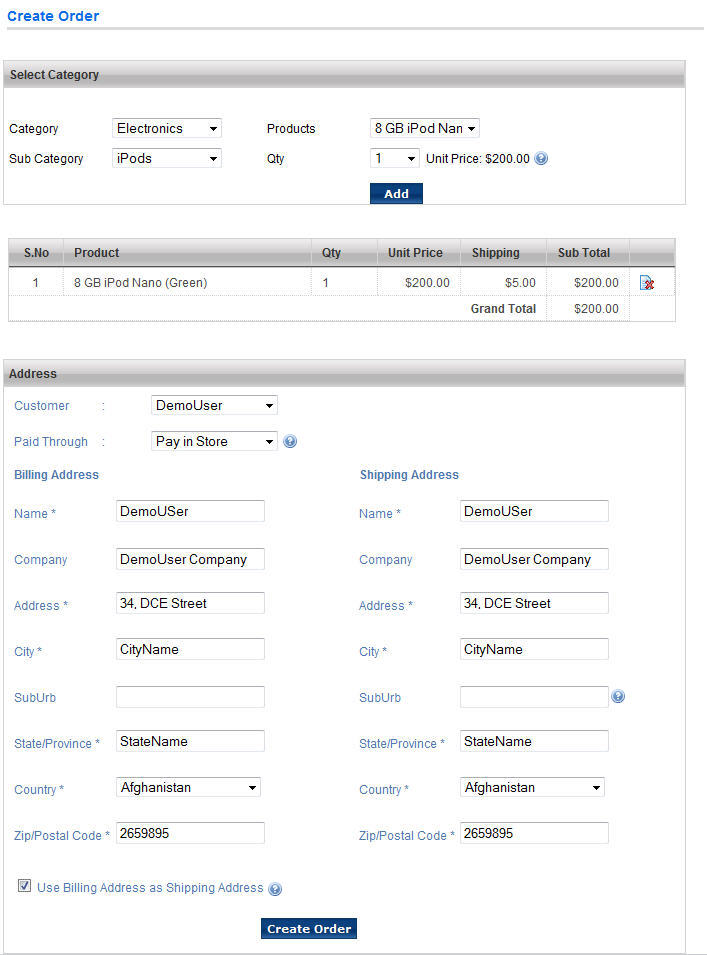 Create Order
Select Category
Category Electronics Products 8 GB iPod Nan
Sub Category iPods Qty 1 Unit Price: $200.00 ?
Add
S.No Product Qty Unit Price Shipping Sub Total
1 8 GB iPod Nano (Green) 1 $200.00 $5.00 $200.00
Grand Total $200.00
Address
Customer : DemoUser
Paid Through : Pay in Store ?
Billing Address Shipping Address
Name * DemoUSer Name * DemoUSer
Company DemoUser Company Company DemoUser Company
Address * 34, DCE Street Address * 34, DCE Street
City * CityName City * CityName
SubUrb SubUrb ?
State/Province * StateName State/Province * StateName
Country * Afghanistan Country * Afghanistan
Zip/Postal Code * 2659895 Zip/Postal Code * 2659895
Use Billing Address as Shipping Address ?
Create Order